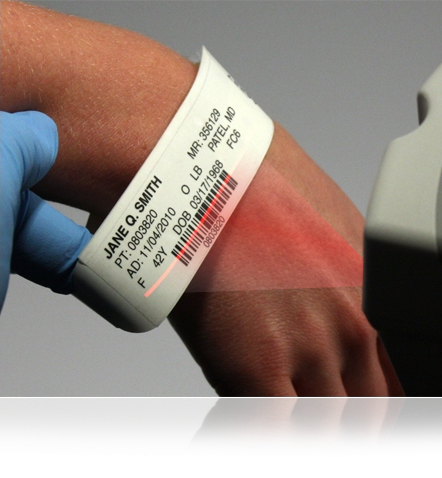 JANE Q. SMITH
PT: 0803820 MR: 356129
AD: 11/04/2010 O LB PATEL, MD
F 42Y DOB 03/17/1968 FC6
0803820